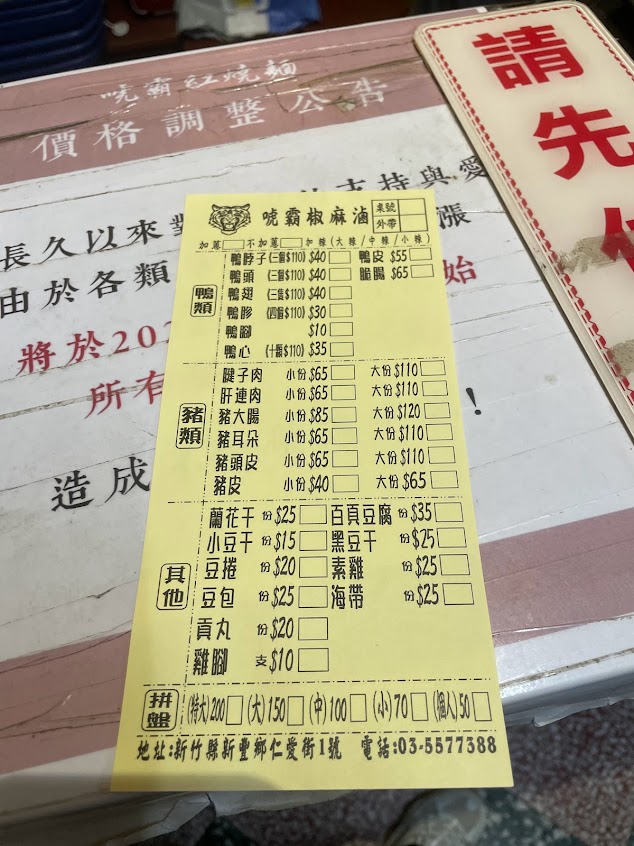 唬霸紅燒麵
價格調整公告
長久以來
支持與愛
由於各類
漲
將於202
始
所有
造成
!
請先
唬霸椒麻滷
桌號
外帶
加蔥 不加蔥 加辣(大辣/中辣/小辣)
鴨類
鴨脖子(三個$110) $40 鴨皮 $55
鴨頭 (三個$110) $40 脆腸 $65
鴨翅 (三隻$110) $40
鴨胗 (四個$110) $30
鴨腳 $10
鴨心 (十顆$110) $35
豬類
腱子肉 小份 $65 大份 $110
肝連肉 小份 $65 大份 $110
豬大腸 小份 $85 大份 $120
豬耳朵 小份 $65 大份 $110
豬頭皮 小份 $65 大份 $110
豬皮 小份 $40 大份 $65
其他
蘭花干 份 $25 百頁豆腐 份 $35
小豆干 份 $15 黑豆干 份 $25
豆捲 份 $20 素雞 份 $25
豆包 份 $25 海帶 份 $25
貢丸 份 $20
雞腳 支 $10
拼盤
(特大)200 (大)150 (中)100 (小)70 (個人)50
地址:新竹縣新豐鄉仁愛街1號 電話:03-5577388